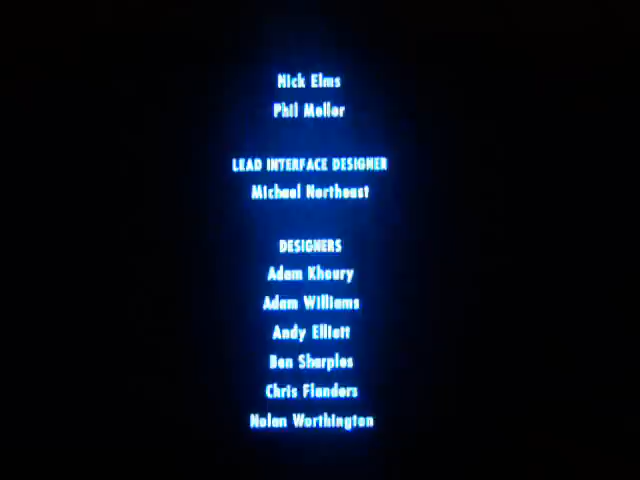 Nick Elms
Phil Mellor
LEAD INTERFACE DESIGNER
Michael Northeast
DESIGNERS
Adam Khoury
Adam Williams
Andy Elliott
Ben Sharples
Chris Flanders
Nolan Worthington